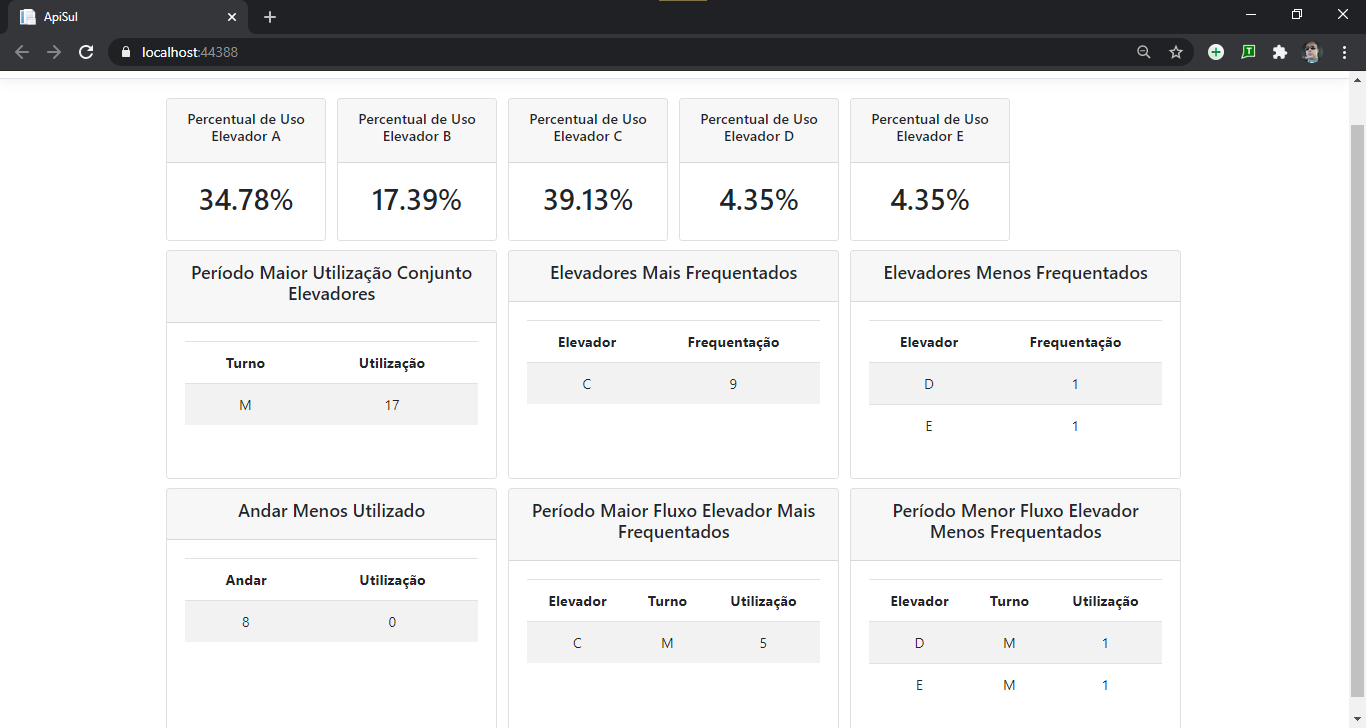 ApiSul
localhost:44388
Percentual de Uso
Elevador A
34.78%
Percentual de Uso
Elevador B
17.39%
Percentual de Uso
Elevador C
39.13%
Percentual de Uso
Elevador D
4.35%
Percentual de Uso
Elevador E
4.35%
Período Maior Utilização Conjunto
Elevadores
Turno Utilização
M 17
Elevadores Mais Frequentados
Elevador Frequentação
C 9
Elevadores Menos Frequentados
Elevador Frequentação
D 1
E 1
Andar Menos Utilizado
Andar Utilização
8 0
Período Maior Fluxo Elevador Mais
Frequentados
Elevador Turno Utilização
C M 5
Período Menor Fluxo Elevador
Menos Frequentados
Elevador Turno Utilização
D M 1
E M 1